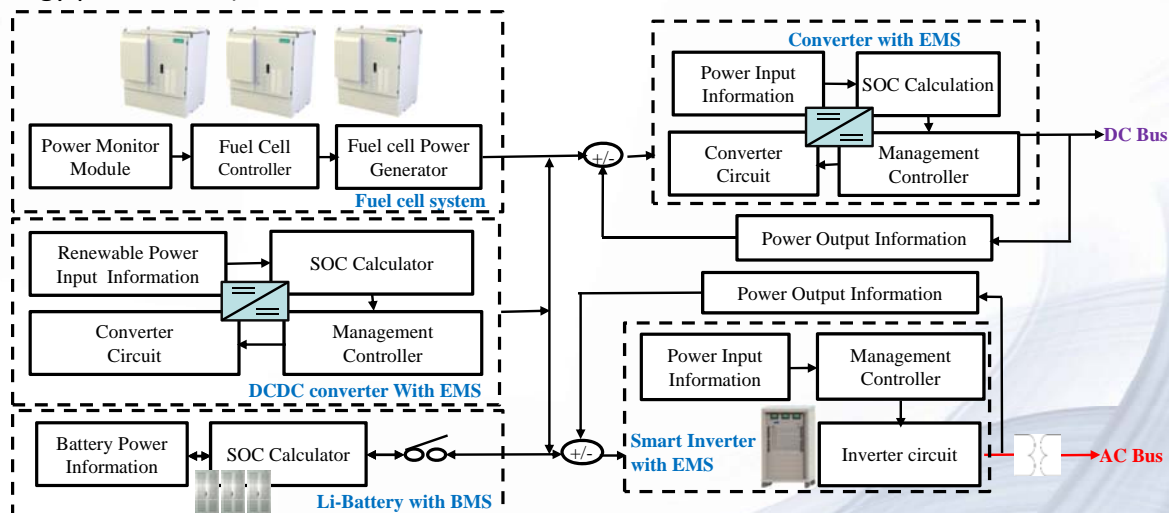 Power Monitor
Module
Fuel Cell
Controller
Fuel cell Power
Generator
Fuel cell system
Renewable Power
Input Information
SOC Calculator
Converter
Circuit
Management
Controller
DCDC converter With EMS
Battery Power
Information
SOC Calculator
Li-Battery with BMS
+/-
+/-
Converter with EMS
Power Input
Information
SOC Calculation
Converter
Circuit
Management
Controller
DC Bus
Power Output Information
Power Output Information
Power Input
Information
Management
Controller
Smart Inverter
with EMS
Inverter circuit
AC Bus